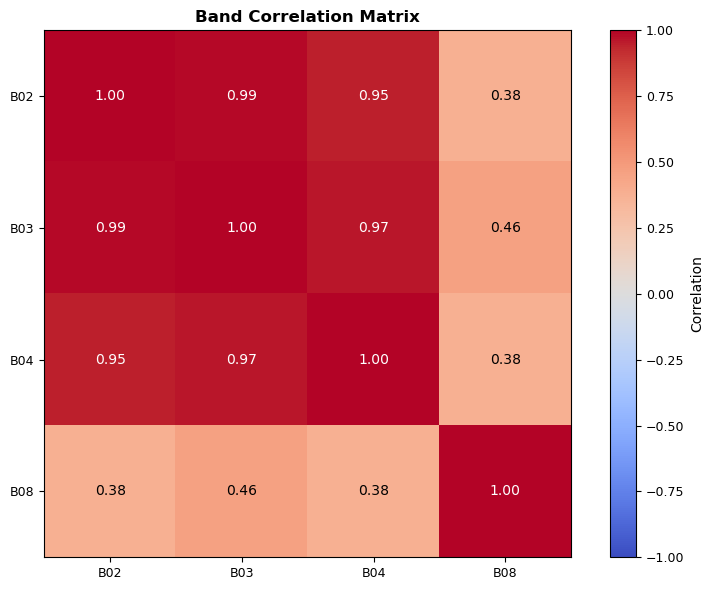 Band Correlation Matrix
B02 1.00 0.99 0.95 0.38
B03 0.99 1.00 0.97 0.46
B04 0.95 0.97 1.00 0.38
B08 0.38 0.46 0.38 1.00
B02 B03 B04 B08
1.00
0.75
0.50
0.25
0.00
−0.25
−0.50
−0.75
−1.00
Correlation